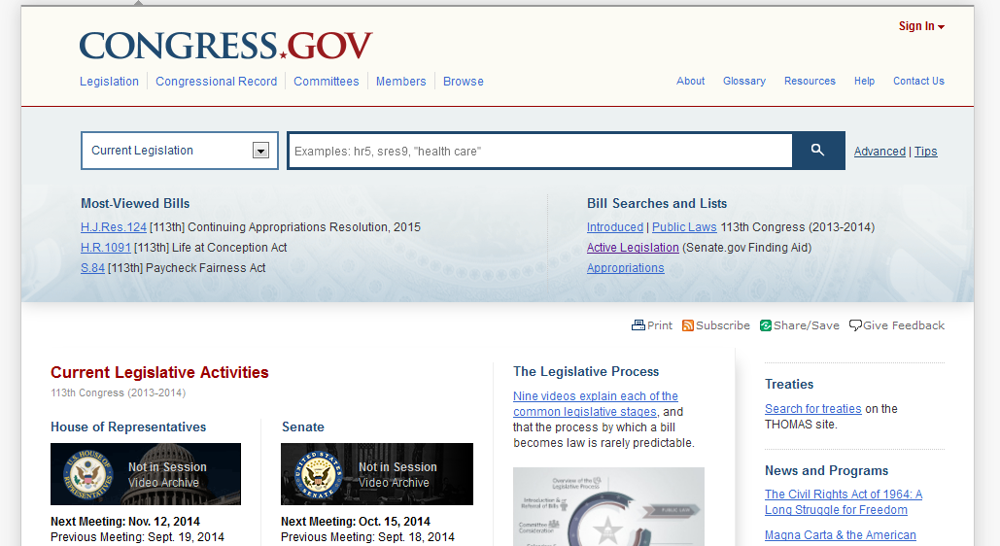 Sign In
CONGRESS.GOV
Legislation Congressional Record Committees Members Browse
About Glossary Resources Help Contact Us
Current Legislation
Examples: hr5, sres9, "health care"
Advanced | Tips
Most-Viewed Bills
H.J.Res.124 [113th] Continuing Appropriations Resolution, 2015
H.R.1091 [113th] Life at Conception Act
S.84 [113th] Paycheck Fairness Act
Bill Searches and Lists
Introduced | Public Laws 113th Congress (2013-2014)
Active Legislation (Senate.gov Finding Aid)
Appropriations
Print Subscribe Share/Save Give Feedback
Current Legislative Activities
113th Congress (2013-2014)
House of Representatives
U.S. HOUSE OF REPRESENTATIVES
Not in Session
Video Archive
Next Meeting: Nov. 12, 2014
Previous Meeting: Sept. 19, 2014
Senate
UNITED STATES SENATE
Not in Session
Video Archive
Next Meeting: Oct. 15, 2014
Previous Meeting: Sept. 18, 2014
The Legislative Process
Nine videos explain each of the
common legislative stages, and
that the process by which a bill
becomes law is rarely predictable.
Overview of the
Legislative Process
Introduction &
Referral of Bills
Committee
Consideration
PUBLIC LAW
Treaties
Search for treaties on the
THOMAS site.
News and Programs
The Civil Rights Act of 1964: A
Long Struggle for Freedom
Magna Carta & the American